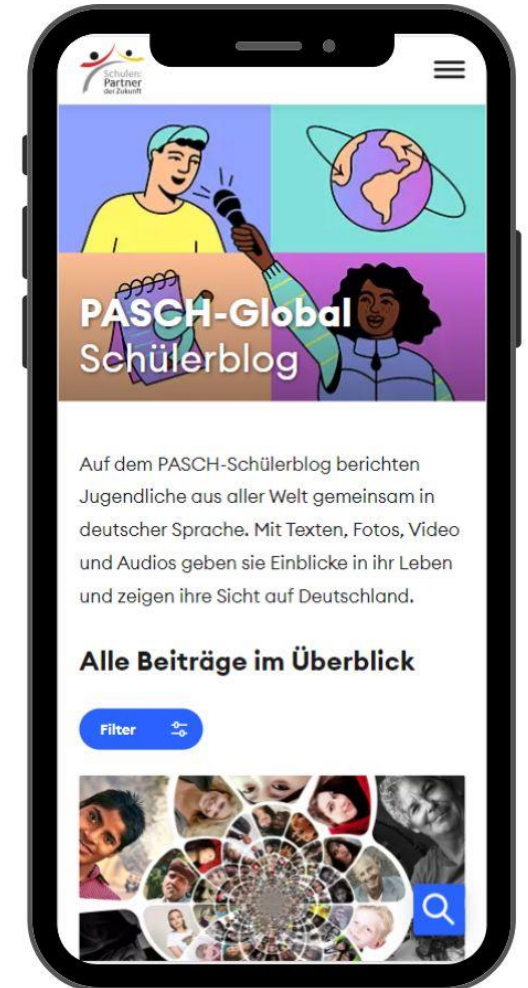 Schulen:
Partner
der Zukunft
PASCH-Global
Schülerblog
Auf dem PASCH-Schülerblog berichten
Jugendliche aus aller Welt gemeinsam in
deutscher Sprache. Mit Texten, Fotos, Video
und Audios geben sie Einblicke in ihr Leben
und zeigen ihre Sicht auf Deutschland.
Alle Beiträge im Überblick
Filter